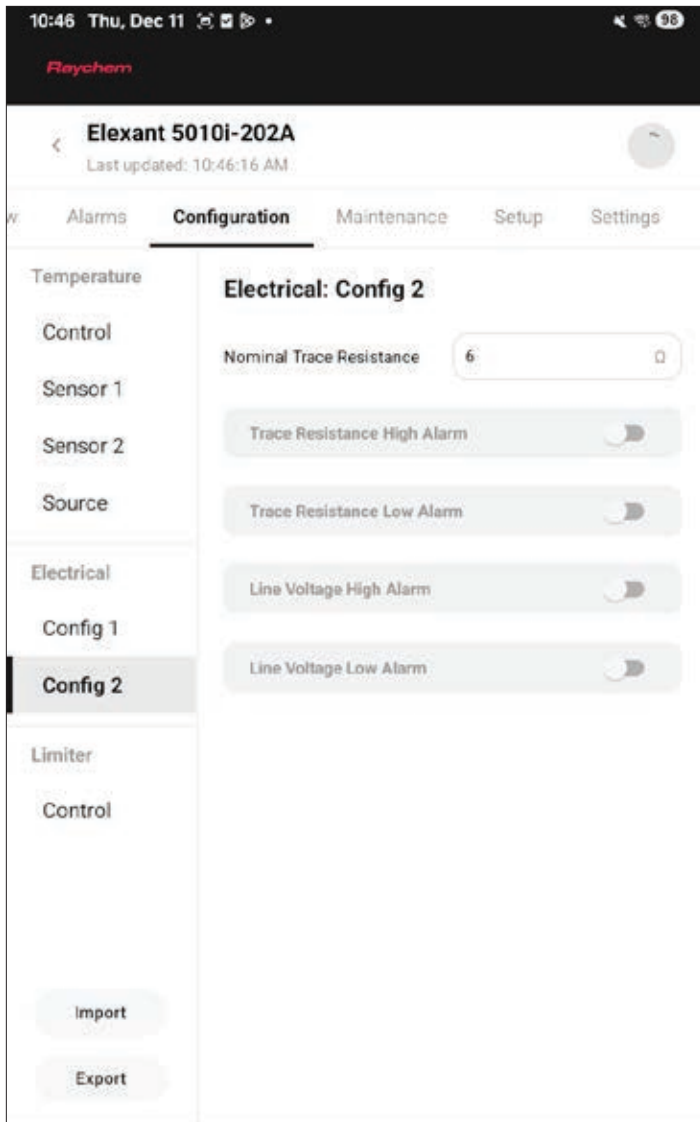 10:46 Thu, Dec 11 98
Raychem
Elexant 5010i-202A
Last updated: 10:46:16 AM
w Alarms Configuration Maintenance Setup Settings
Temperature
Control
Sensor 1
Sensor 2
Source
Electrical
Config 1
Config 2
Limiter
Control
Import
Export
Electrical: Config 2
Nominal Trace Resistance 6 Ω
Trace Resistance High Alarm
Trace Resistance Low Alarm
Line Voltage High Alarm
Line Voltage Low Alarm